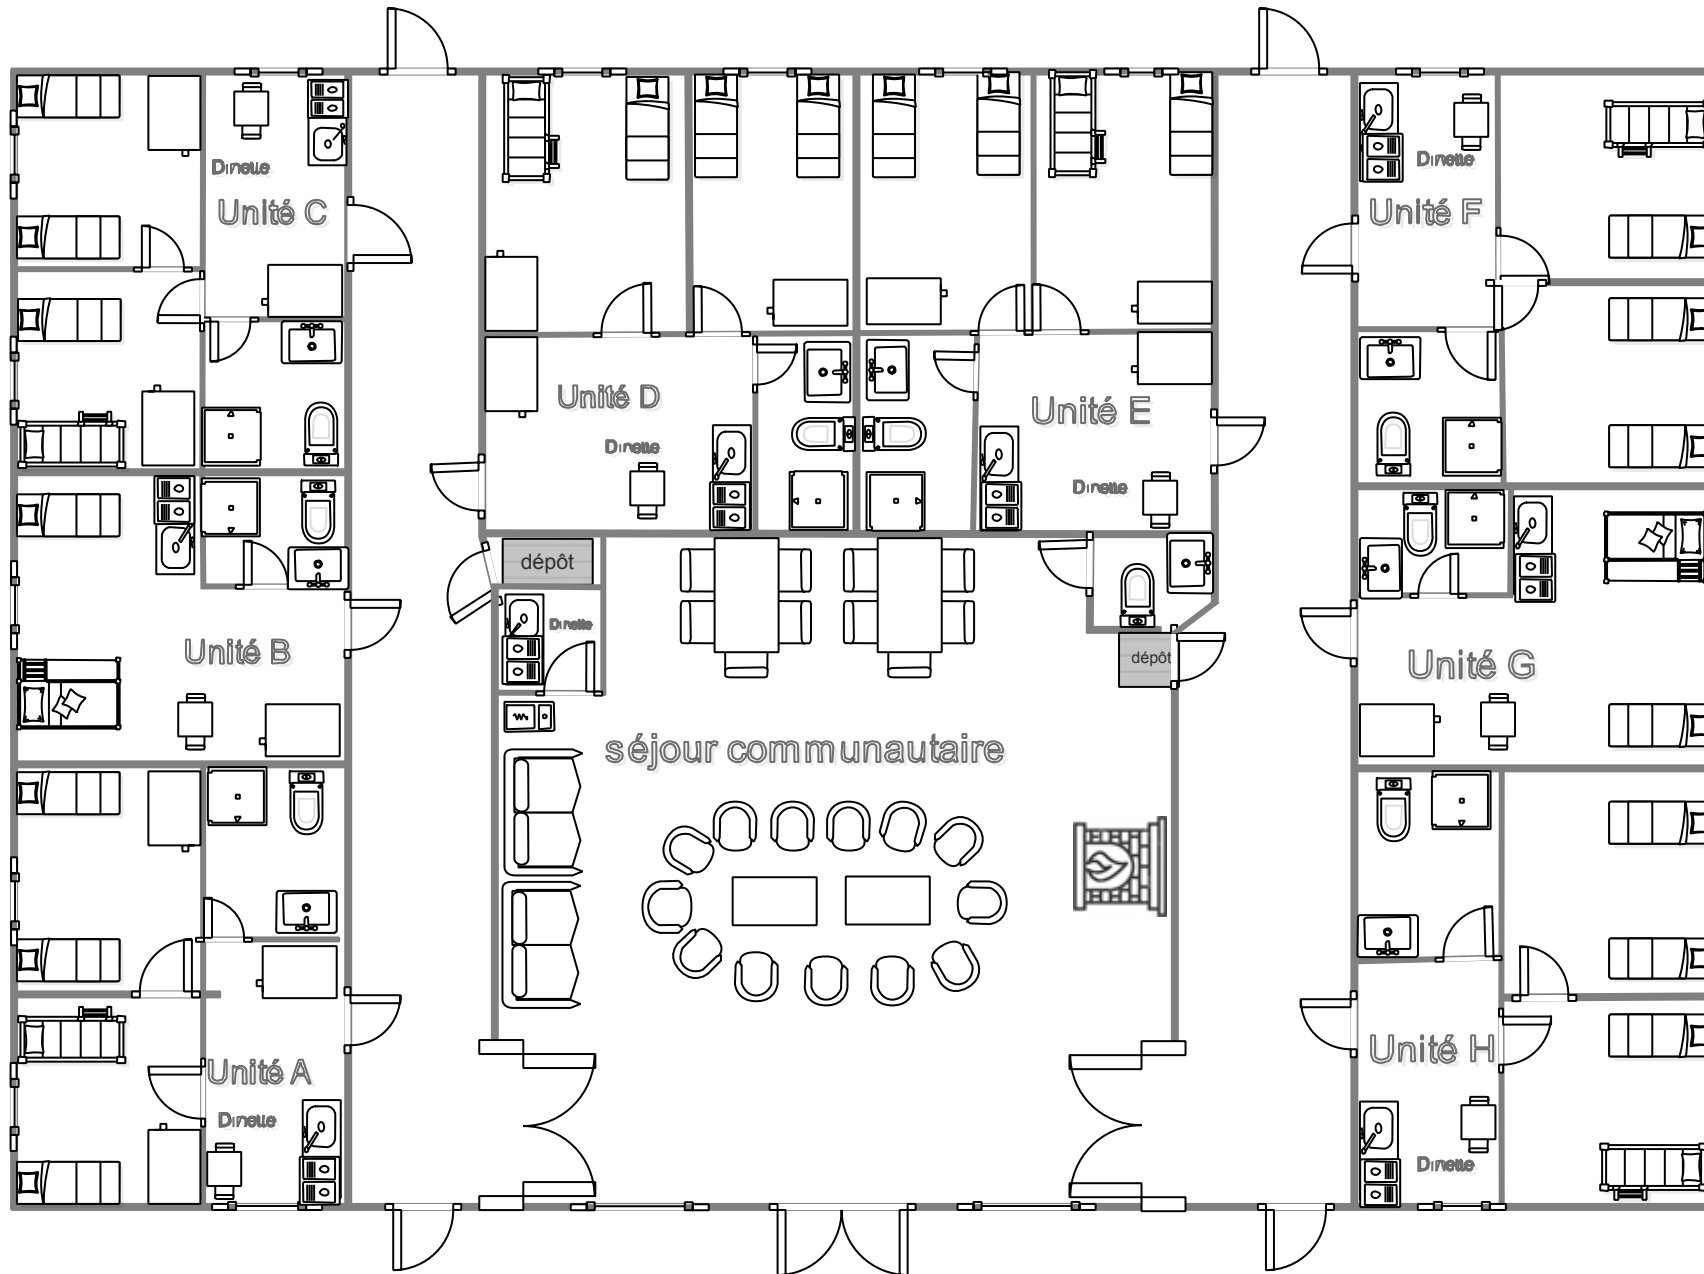 Dinette
Unité C
Dinette
Unité F
Unité D
Dinette
Unité E
Dinette
dépôt
Dinette
dépôt
Unité B
Unité G
séjour communautaire
Unité A
Dinette
Unité H
Dinette